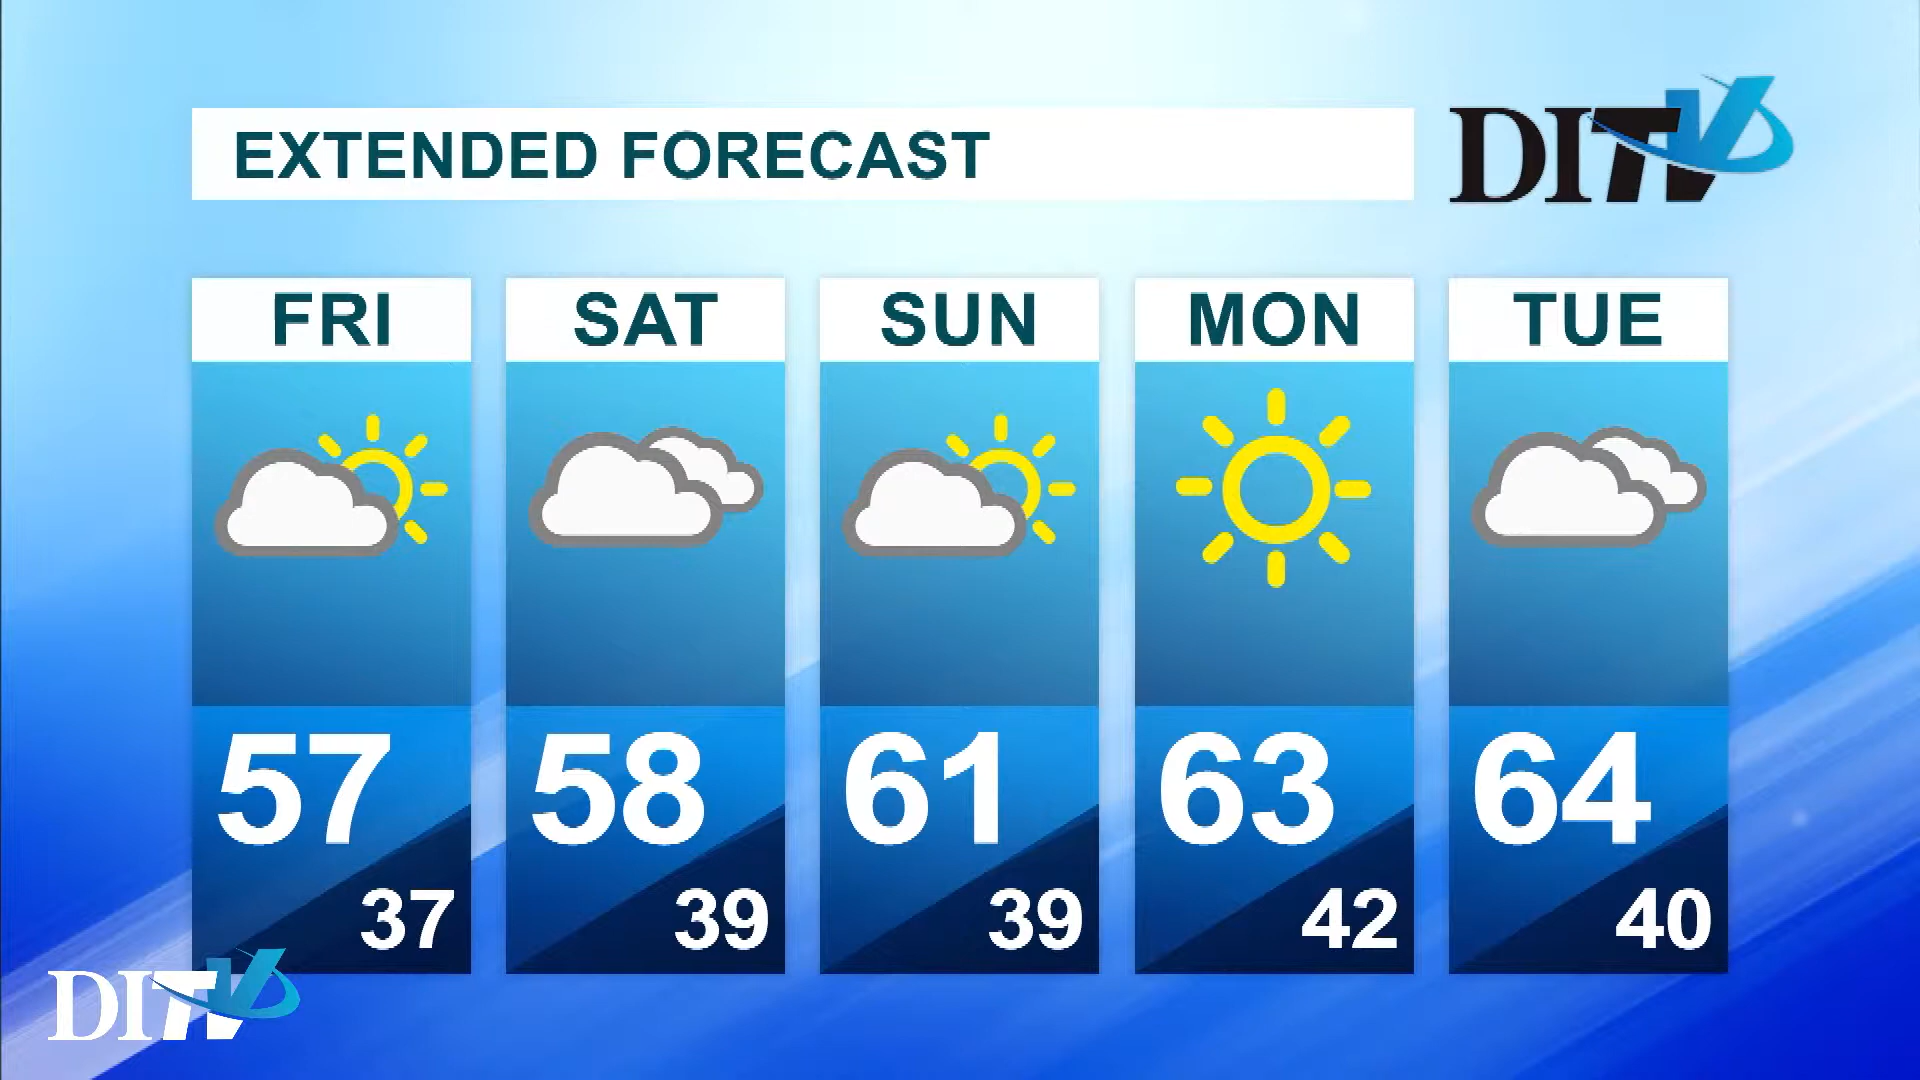 EXTENDED FORECAST
DITV
FRI SAT SUN MON TUE
57 58 61 63 64
37 39 39 42 40
DITV